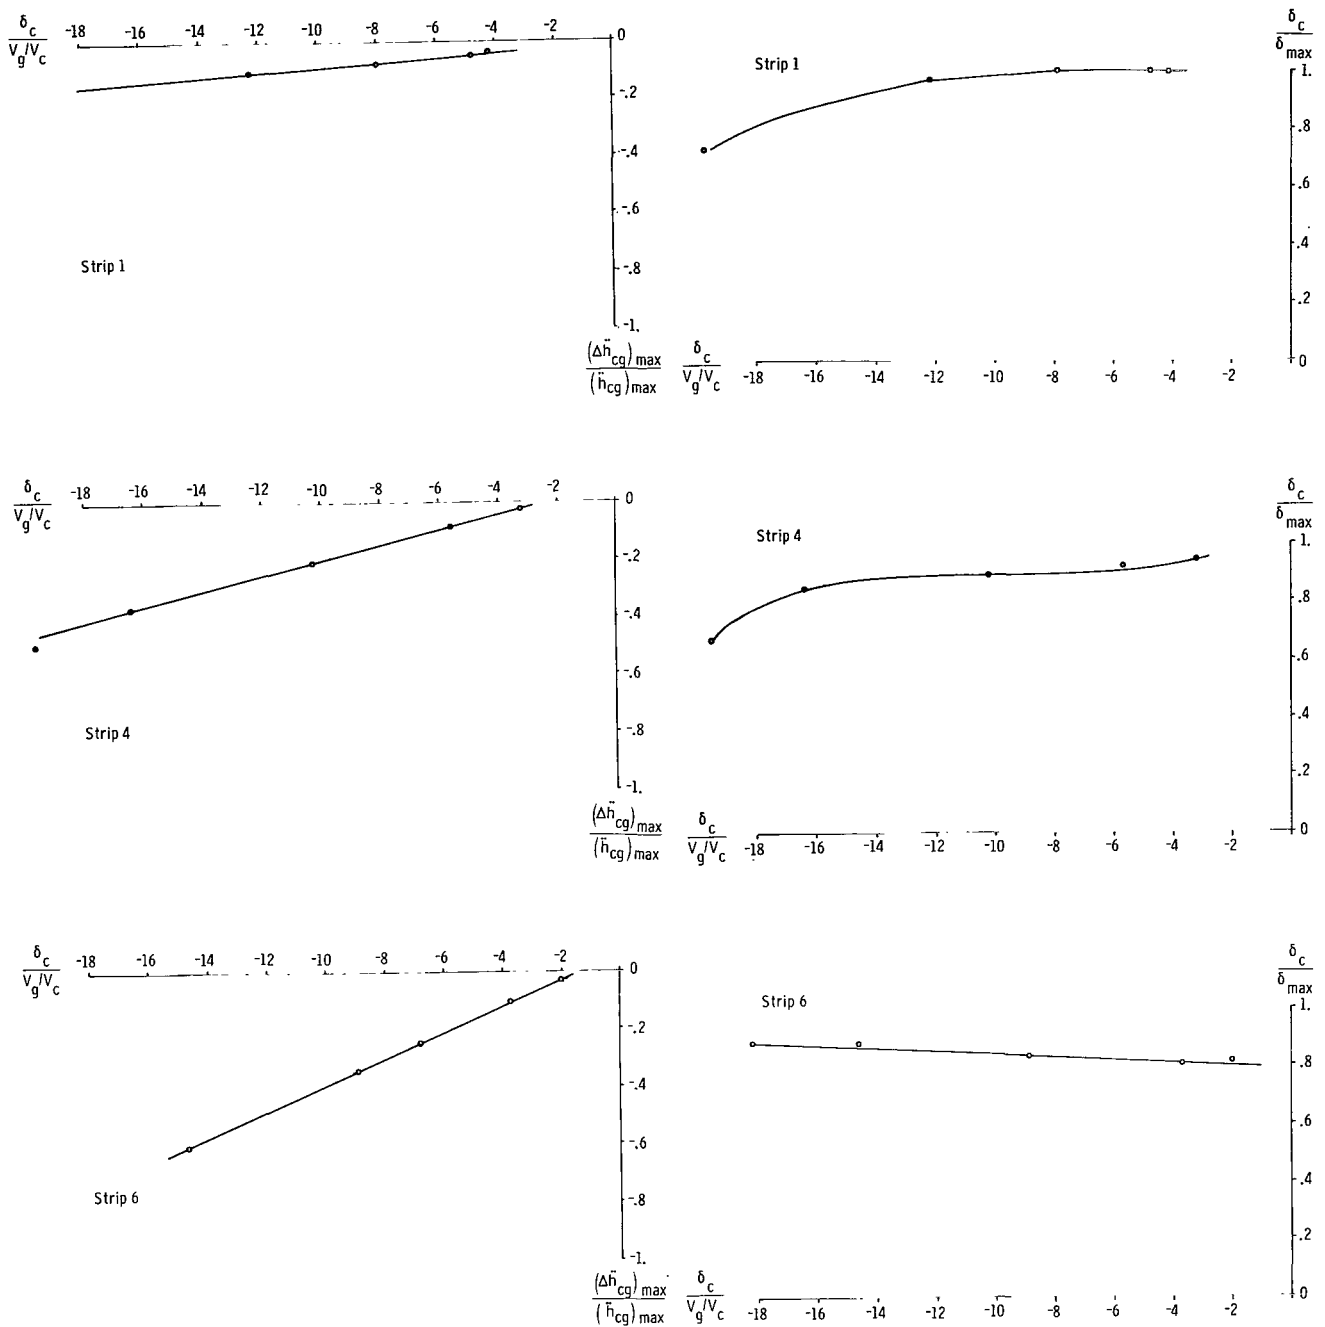 δc
Vg/Vc
-18 -16 -14 -12 -10 -8 -6 -4 -2 0
-.2
-.4
-.6
-.8
-1.
Strip 1
(Δḧcg)max
(ḧcg)max
δc
δmax
Strip 1
1.
.8
.6
.4
.2
0
δc
Vg/Vc
-18 -16 -14 -12 -10 -8 -6 -4 -2
δc
Vg/Vc
-18 -16 -14 -12 -10 -8 -6 -4 -2 0
-.2
-.4
-.6
-.8
-1.
Strip 4
(Δḧcg)max
(ḧcg)max
δc
δmax
Strip 4
1.
.8
.6
.4
.2
0
δc
Vg/Vc
-18 -16 -14 -12 -10 -8 -6 -4 -2
δc
Vg/Vc
-18 -16 -14 -12 -10 -8 -6 -4 -2 0
-.2
-.4
-.6
-.8
-1.
Strip 6
(Δḧcg)max
(ḧcg)max
δc
δmax
Strip 6
1.
.8
.6
.4
.2
0
δc
Vg/Vc
-18 -16 -14 -12 -10 -8 -6 -4 -2